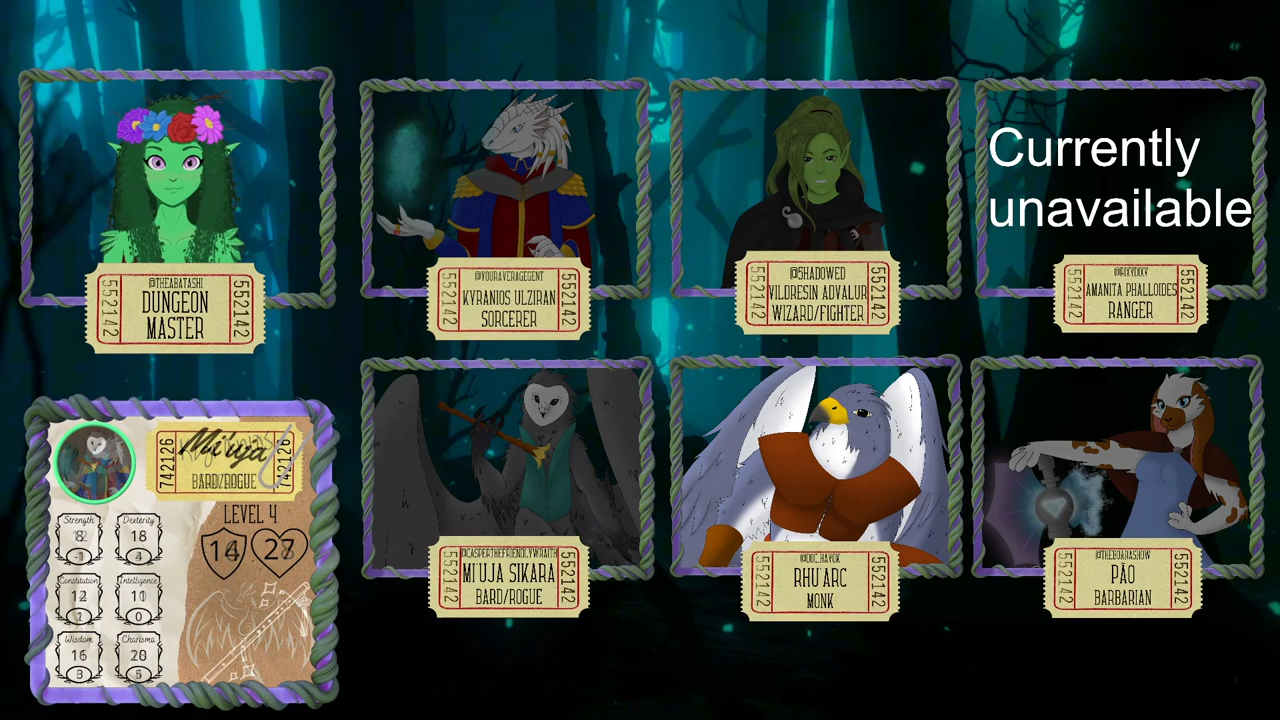 @THEABATASHI
DUNGEON
MASTER
552142
552142
@YOURAVERAGEGENT
KYRANIOS ULZIRAN
SORCERER
552142
552142
@SHADOWED
VILDRESIN ADVALUR
WIZARD/FIGHTER
552142
552142
Currently
unavailable
AMANITA PHALLOIDES
RANGER
552142
552142
742126
Mi'uja
BARD/ROGUE
742126
LEVEL 4
14
27
Strength
8
-1
Dexterity
18
4
Constitution
12
1
Intelligence
10
0
Wisdom
16
3
Charisma
20
5
@CASPERTHEFRIENDLYWRAITH
MI'UJA SIKARA
BARD/ROGUE
552142
552142
@DOC_HAVOK
RHU'ARC
MONK
552142
552142
@THEBOABASHOW
PÃO
BARBARIAN
552142
552142